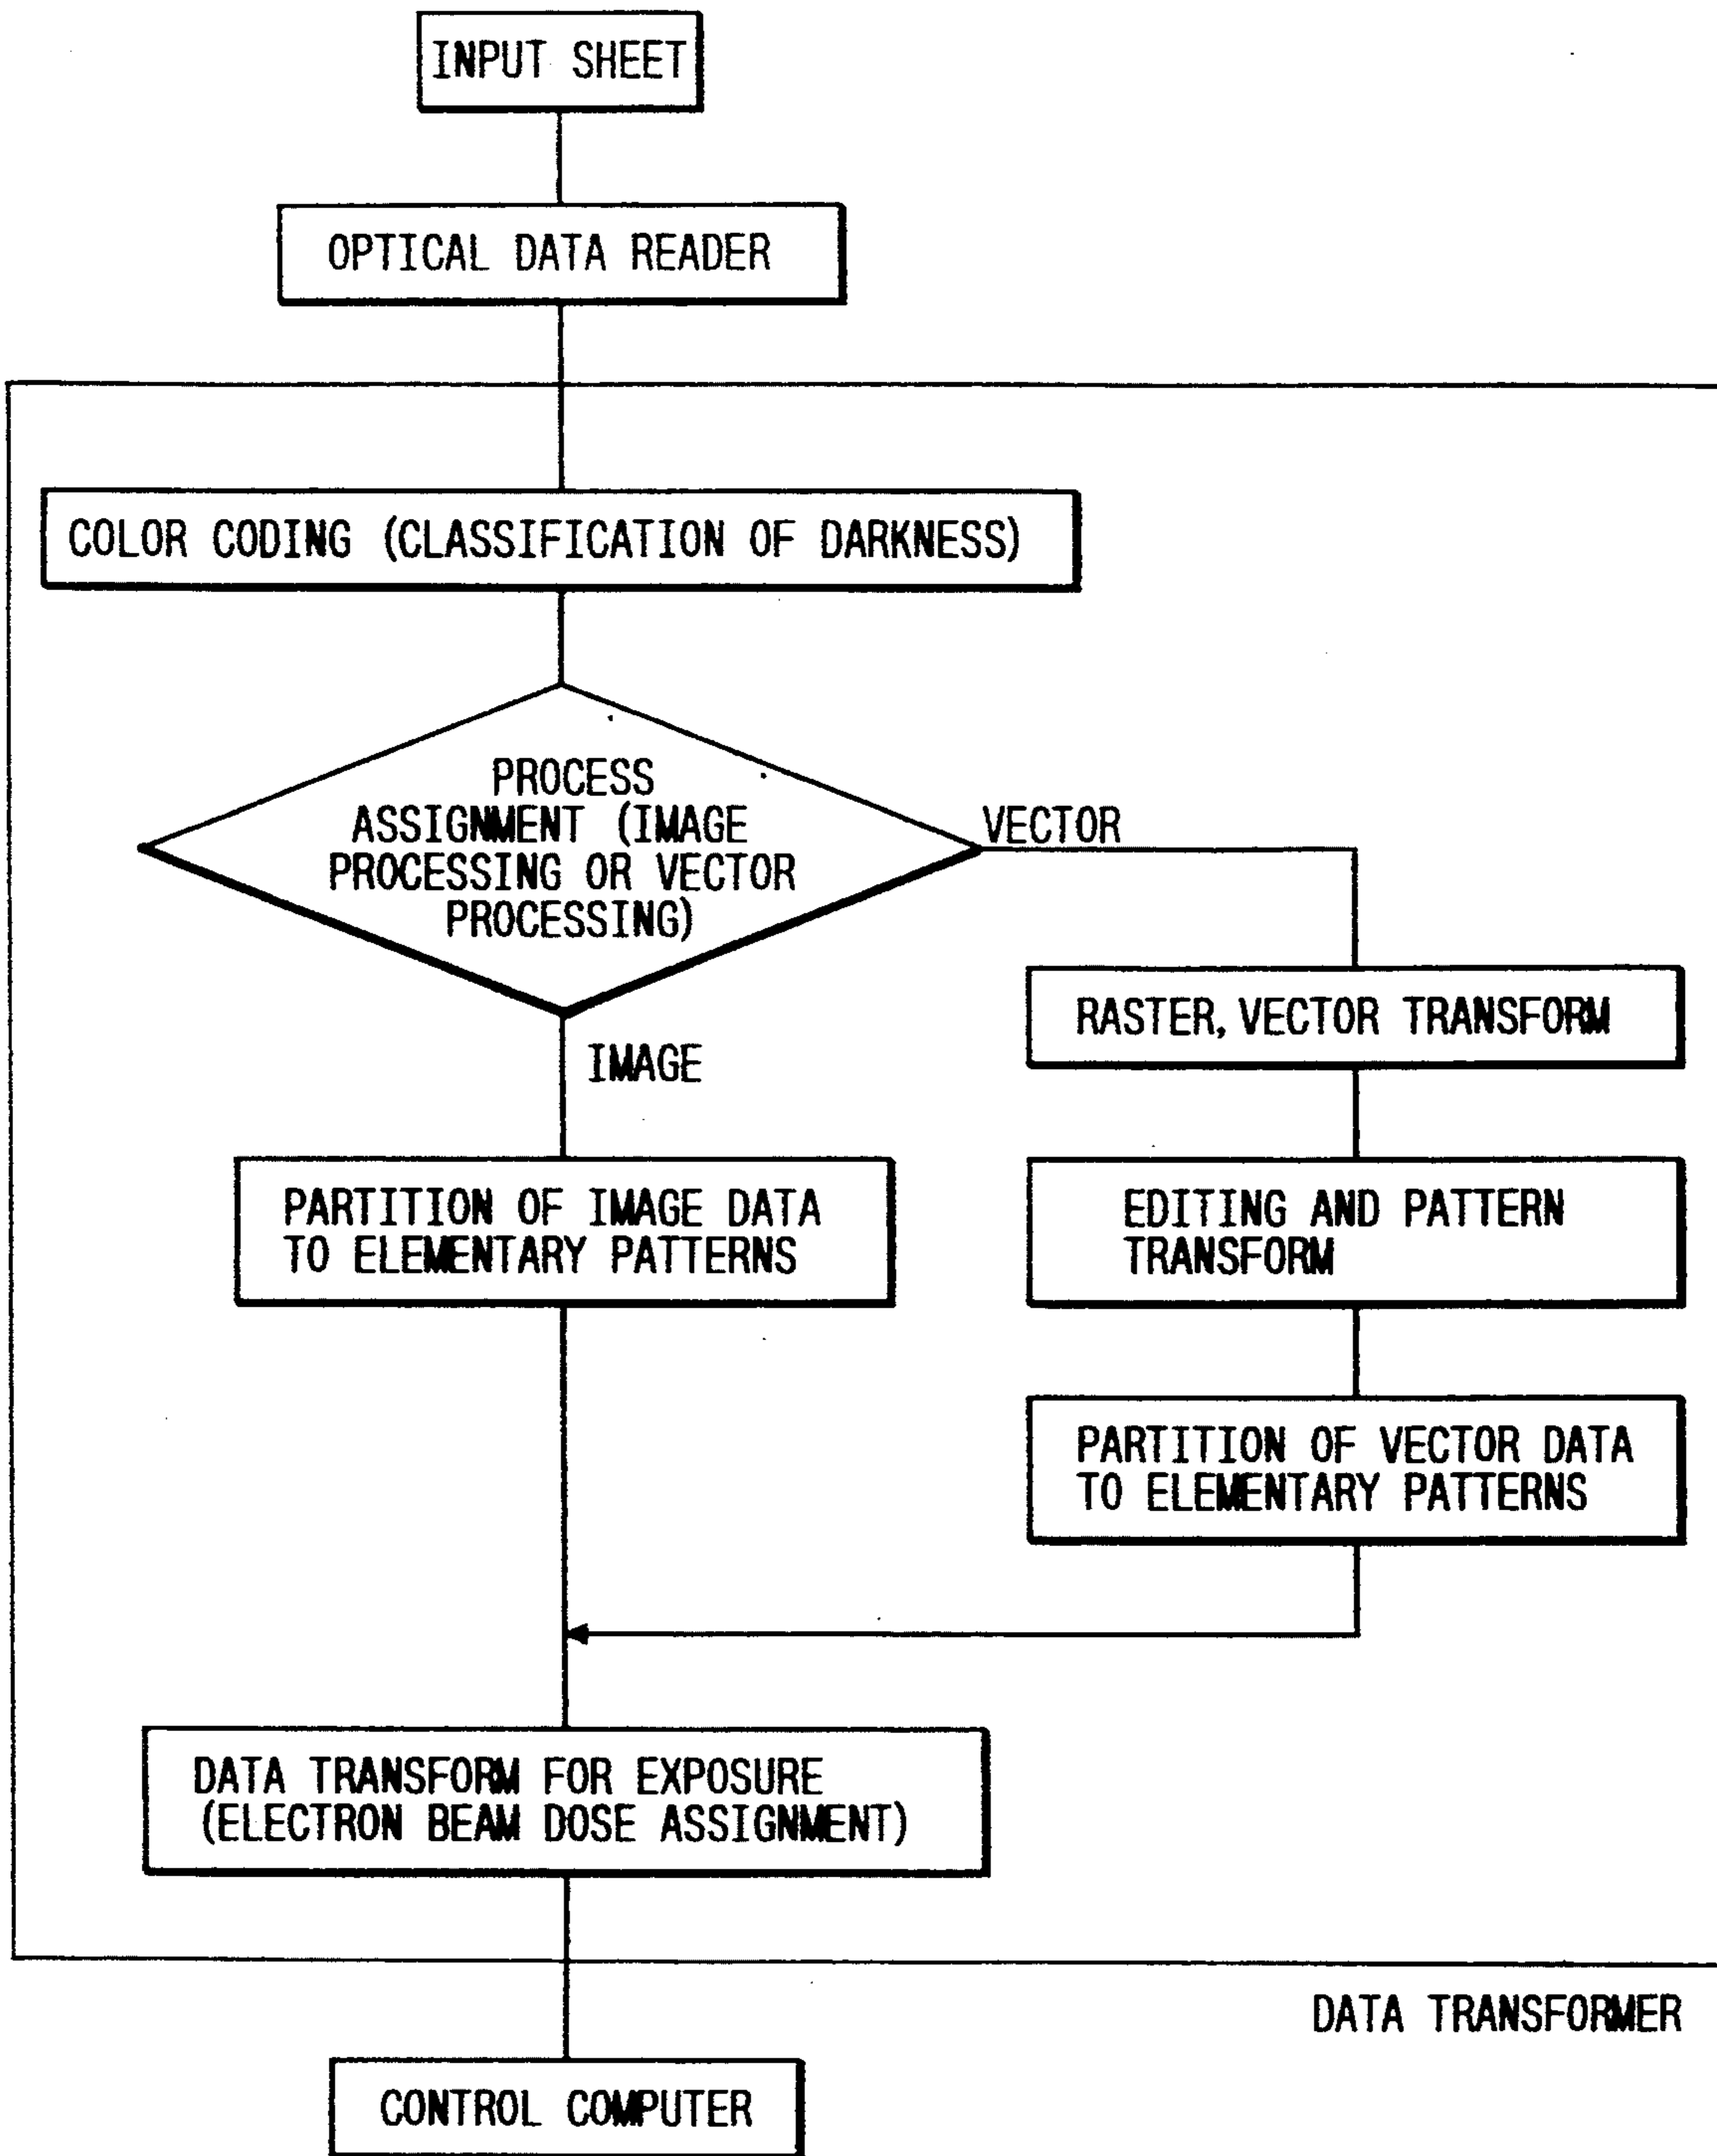 INPUT SHEET
OPTICAL DATA READER
COLOR CODING (CLASSIFICATION OF DARKNESS)
PROCESS
ASSIGNMENT (IMAGE
PROCESSING OR VECTOR
PROCESSING)
VECTOR
IMAGE
RASTER, VECTOR TRANSFORM
PARTITION OF IMAGE DATA
TO ELEMENTARY PATTERNS
EDITING AND PATTERN
TRANSFORM
PARTITION OF VECTOR DATA
TO ELEMENTARY PATTERNS
DATA TRANSFORM FOR EXPOSURE
(ELECTRON BEAM DOSE ASSIGNMENT)
DATA TRANSFORMER
CONTROL COMPUTER